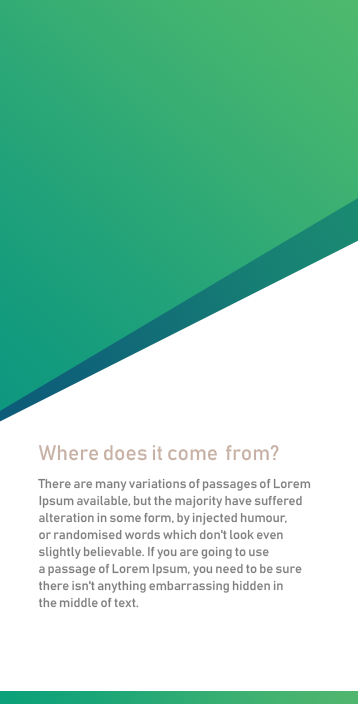 Where does it come from?
There are many variations of passages of Lorem
Ipsum available, but the majority have suffered
alteration in some form, by injected humour,
or randomised words which don't look even
slightly believable. If you are going to use
a passage of Lorem Ipsum, you need to be sure
there isn't anything embarrassing hidden in
the middle of text.